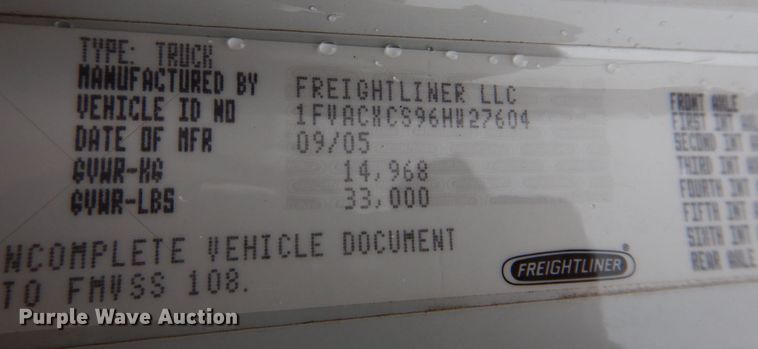 TYPE: TRUCK
MANUFACTURED BY FREIGHTLINER LLC
VEHICLE ID NO 1FVACXCS96HW27604
DATE OF MFR 09/05
GVWR-KG 14,968
GVWR-LBS 33,000
NCOMPLETE VEHICLE DOCUMENT
TO FMVSS 108.
FREIGHTLINER®
FRONT AXLE
FIRST INT
SECOND INT
THIRD INT
FOURTH INT
FIFTH INT
SIXTH INT
REAR AXLE
Purple Wave Auction